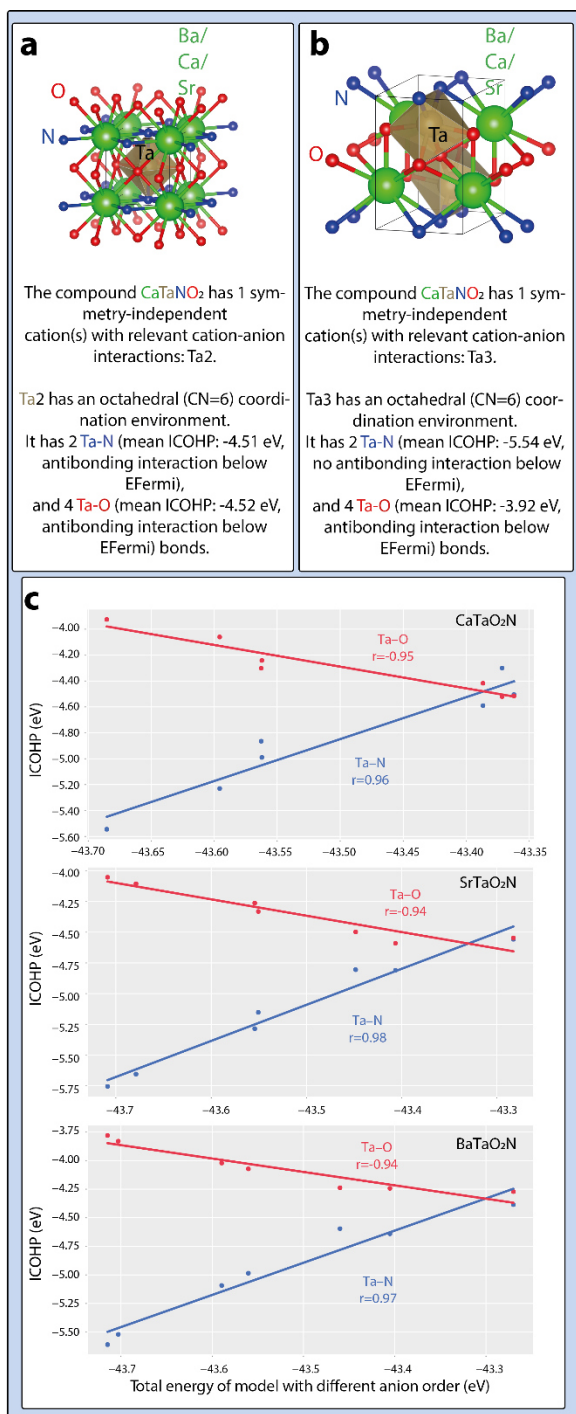 a
Ba/
Ca/
Sr
O
N
Ta
The compound CaTaNO₂ has 1 sym-
metry-independent
cation(s) with relevant cation-anion
interactions: Ta2.
Ta2 has an octahedral (CN=6) coordi-
nation environment.
It has 2 Ta-N (mean ICOHP: -4.51 eV,
antibonding interaction below
EFermi),
and 4 Ta-O (mean ICOHP: -4.52 eV,
antibonding interaction below
EFermi) bonds.
b
Ba/
Ca/
Sr
N
Ta
O
The compound CaTaNO₂ has 1 sym-
metry-independent
cation(s) with relevant cation-anion
interactions: Ta3.
Ta3 has an octahedral (CN=6) coor-
dination environment.
It has 2 Ta-N (mean ICOHP: -5.54 eV,
no antibonding interaction below
EFermi),
and 4 Ta-O (mean ICOHP: -3.92 eV,
antibonding interaction below
EFermi) bonds.
c
CaTaO₂N
Ta–O
r=-0.95
Ta–N
r=0.96
ICOHP (eV)
−4.00
−4.20
−4.40
−4.60
−4.80
−5.00
−5.20
−5.40
−5.60
−43.70 −43.65 −43.60 −43.55 −43.50 −43.45 −43.40 −43.35
SrTaO₂N
Ta–O
r=-0.94
Ta–N
r=0.98
ICOHP (eV)
−4.00
−4.25
−4.50
−4.75
−5.00
−5.25
−5.50
−5.75
−43.7 −43.6 −43.5 −43.4 −43.3
BaTaO₂N
Ta–O
r=-0.94
Ta–N
r=0.97
ICOHP (eV)
−3.75
−4.00
−4.25
−4.50
−4.75
−5.00
−5.25
−5.50
−43.7 −43.6 −43.5 −43.4 −43.3
Total energy of model with different anion order (eV)